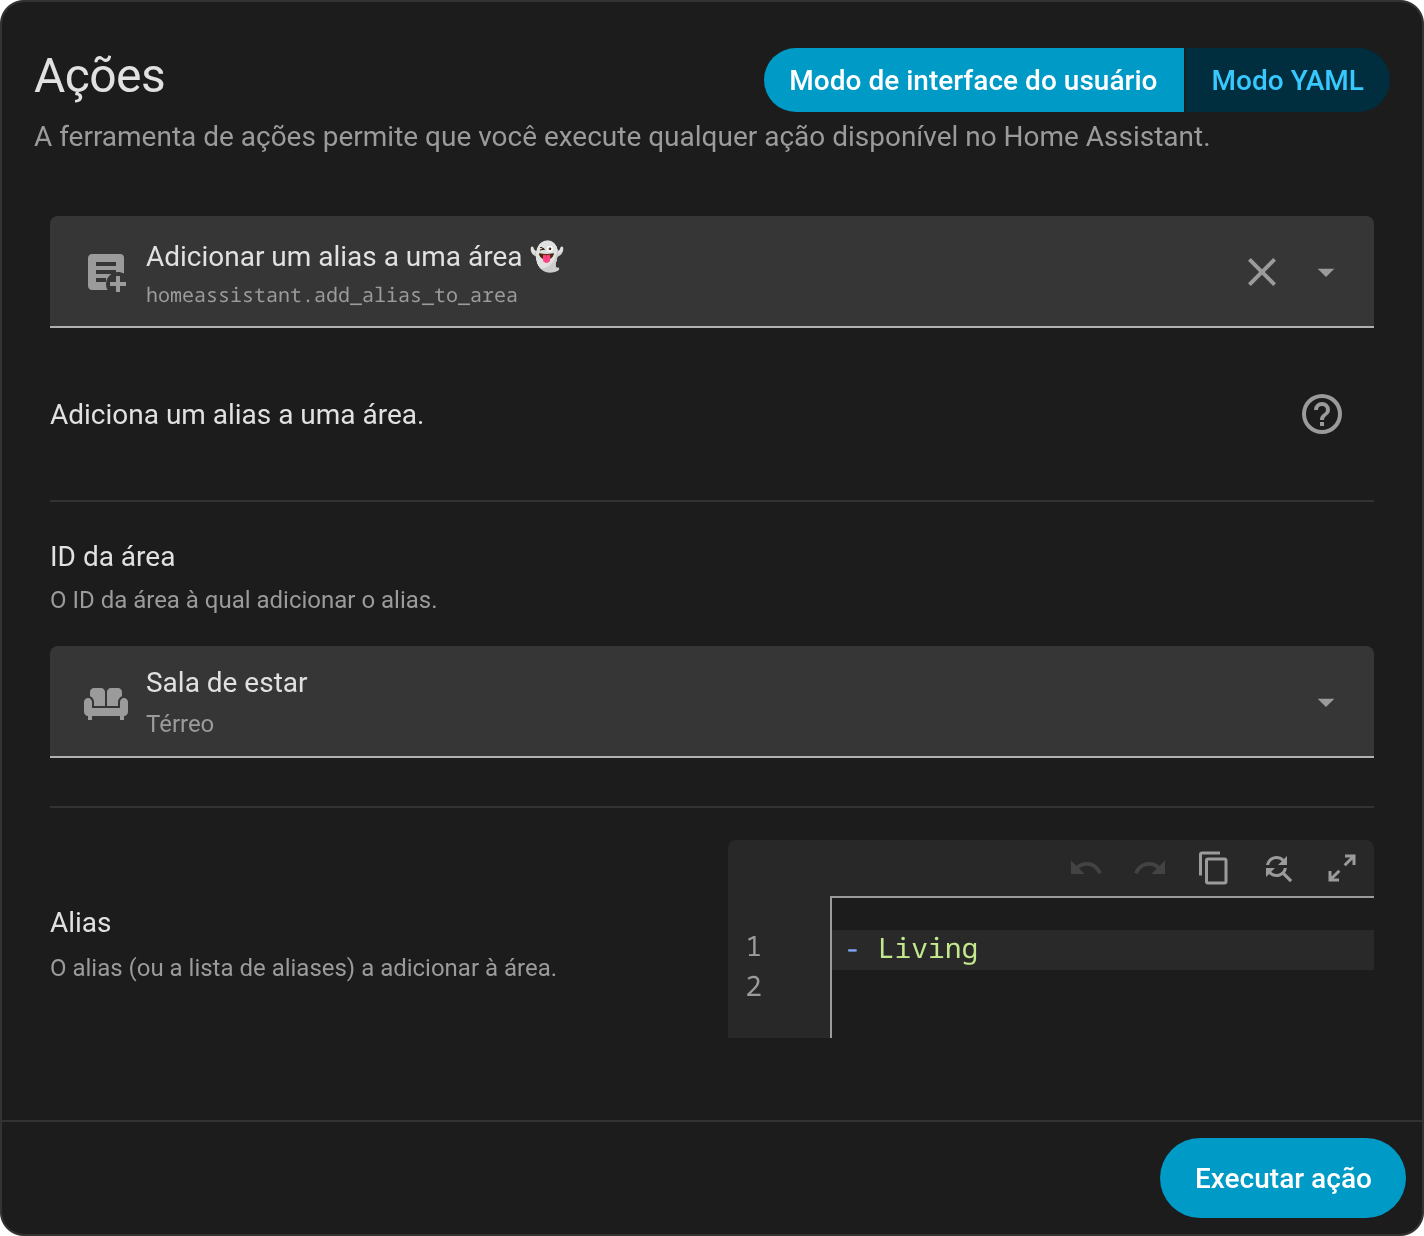 Ações
Modo de interface do usuário
Modo YAML
A ferramenta de ações permite que você execute qualquer ação disponível no Home Assistant.
Adicionar um alias a uma área 👻
homeassistant.add_alias_to_area
Adiciona um alias a uma área.
ID da área
O ID da área à qual adicionar o alias.
Sala de estar
Térreo
Alias
O alias (ou a lista de aliases) a adicionar à área.
1 - Living
2
Executar ação